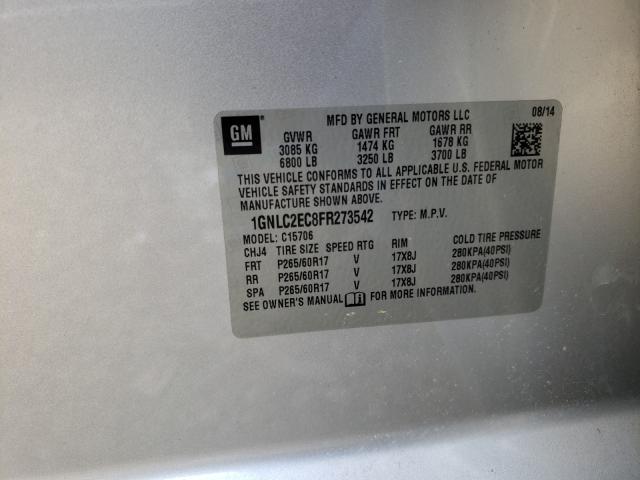 GM
MFD BY GENERAL MOTORS LLC 08/14
GVWR GAWR FRT GAWR RR
3085 KG 1474 KG 1678 KG
6800 LB 3250 LB 3700 LB
THIS VEHICLE CONFORMS TO ALL APPLICABLE U.S. FEDERAL MOTOR
VEHICLE SAFETY STANDARDS IN EFFECT ON THE DATE OF
MANUFACTURE SHOWN ABOVE.
1GNLC2EC8FR273542 TYPE: M.P.V.
MODEL: C15706
CHJ4 TIRE SIZE SPEED RTG RIM COLD TIRE PRESSURE
FRT P265/60R17 V 17X8J 280KPA(40PSI)
RR P265/60R17 V 17X8J 280KPA(40PSI)
SPA P265/60R17 V 17X8J 280KPA(40PSI)
SEE OWNER'S MANUAL FOR MORE INFORMATION.